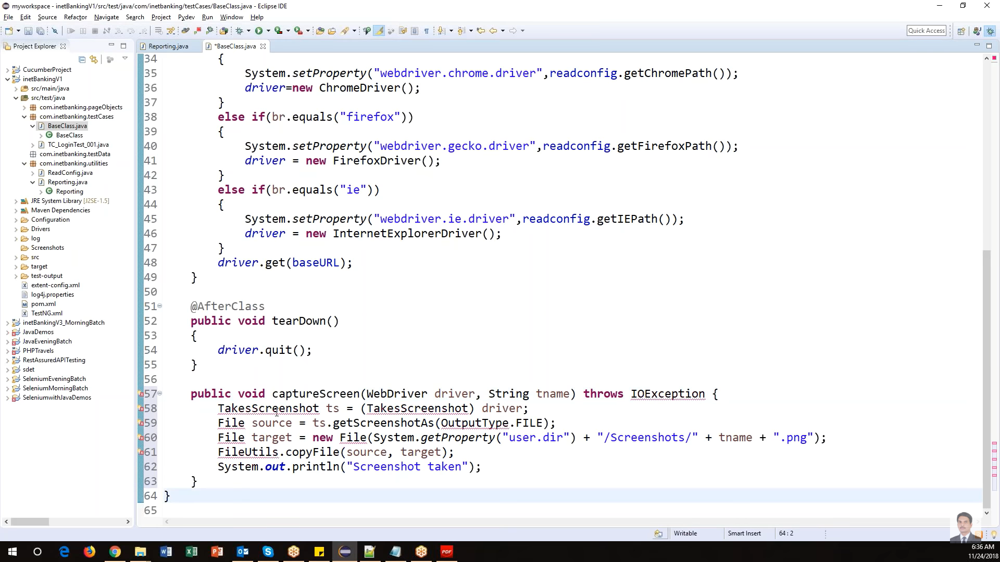 myworkspace - inetBankingV1/src/test/java/com/inetbanking/testCases/BaseClass.java - Eclipse IDE
File Edit Source Refactor Navigate Search Project Pydev Run Window Help
Quick Access
Project Explorer
Reporting.java
*BaseClass.java
CucumberProject
inetBankingV1
src/main/java
src/test/java
com.inetbanking.pageObjects
com.inetbanking.testCases
BaseClass.java
BaseClass
TC_LoginTest_001.java
com.inetbanking.testData
com.inetbanking.utilities
ReadConfig.java
Reporting.java
Reporting
JRE System Library [J2SE-1.5]
Maven Dependencies
Configuration
Drivers
log
Screenshots
src
target
test-output
extent-config.xml
log4j.properties
pom.xml
TestNG.xml
inetBankingV3_MorningBatch
JavaDemos
JavaEveningBatch
PHPTravels
RestAssuredAPITesting
sdet
SeleniumEveningBatch
SeleniumMorningBatch
SeleniumwithJavaDemos
34 {
35 System.setProperty("webdriver.chrome.driver",readconfig.getChromePath());
36 driver=new ChromeDriver();
37 }
38 else if(br.equals("firefox"))
39 {
40 System.setProperty("webdriver.gecko.driver",readconfig.getFirefoxPath());
41 driver = new FirefoxDriver();
42 }
43 else if(br.equals("ie"))
44 {
45 System.setProperty("webdriver.ie.driver",readconfig.getIEPath());
46 driver = new InternetExplorerDriver();
47 }
48 driver.get(baseURL);
49 }
50
51 @AfterClass
52 public void tearDown()
53 {
54 driver.quit();
55 }
56
57 public void captureScreen(WebDriver driver, String tname) throws IOException {
58 TakesScreenshot ts = (TakesScreenshot) driver;
59 File source = ts.getScreenshotAs(OutputType.FILE);
60 File target = new File(System.getProperty("user.dir") + "/Screenshots/" + tname + ".png");
61 FileUtils.copyFile(source, target);
62 System.out.println("Screenshot taken");
63 }
64 }
65
Writable Smart Insert 64 : 2
PDF
6:36 AM
11/24/2018